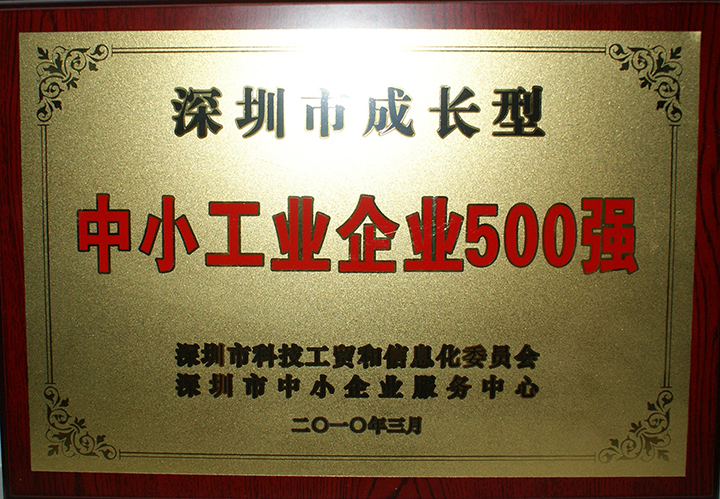 深圳市成长型
中小工业企业500强
深圳市科技工贸和信息化委员会
深圳市中小企业服务中心
二〇一〇年三月